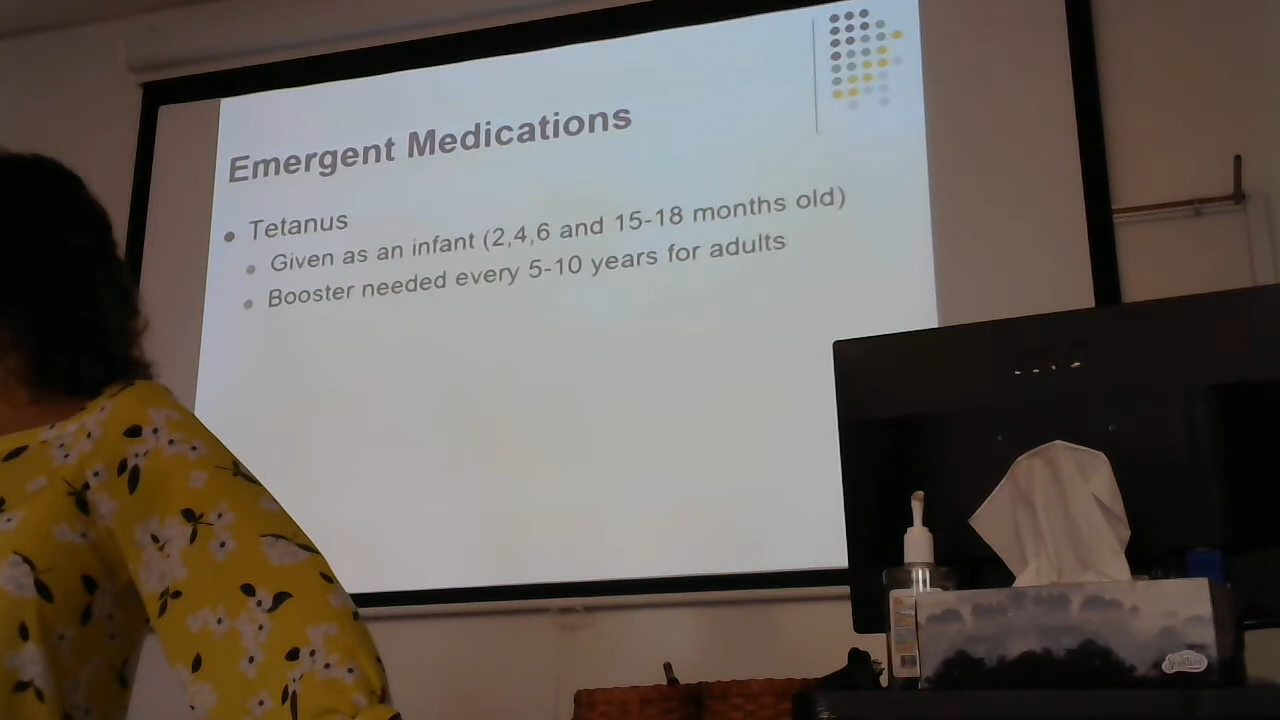 Emergent Medications
Tetanus
Given as an infant (2,4,6 and 15-18 months old)
Booster needed every 5-10 years for adults